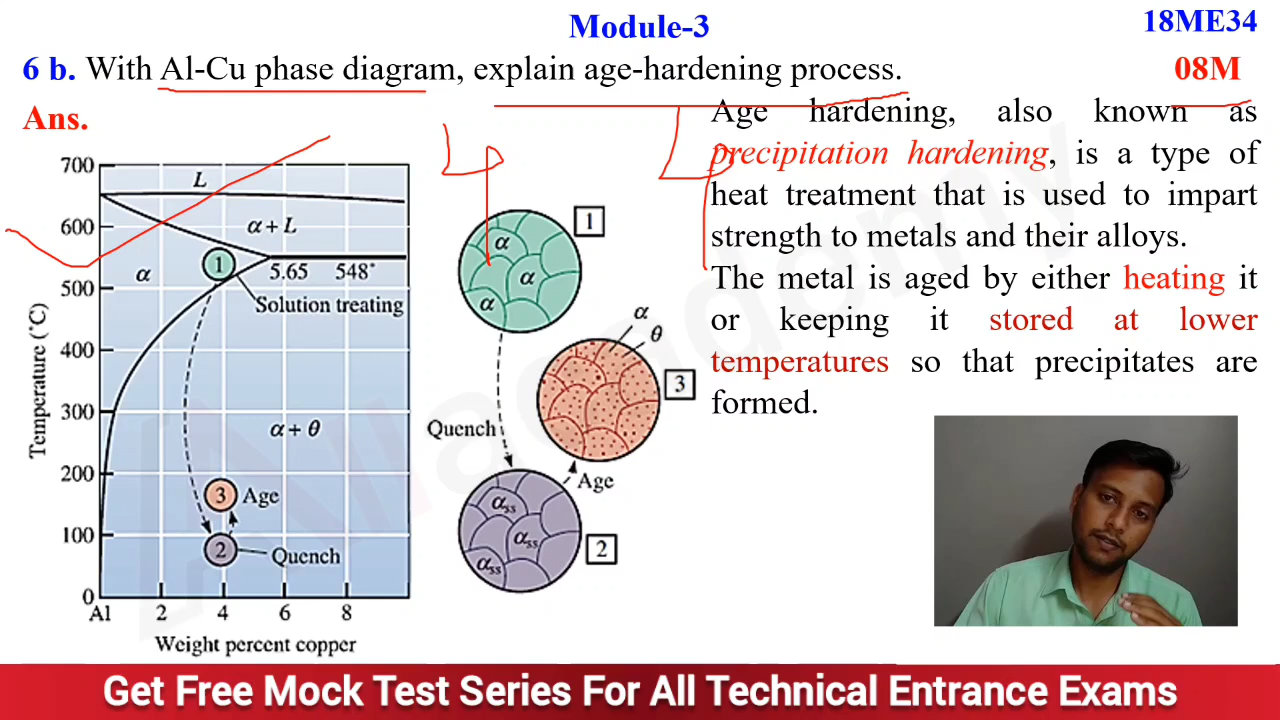 Module-3
18ME34
6 b. With Al-Cu phase diagram, explain age-hardening process.
08M
Ans.
Age hardening, also known as
precipitation hardening, is a type of
heat treatment that is used to impart
strength to metals and their alloys.
The metal is aged by either heating it
or keeping it stored at lower
temperatures so that precipitates are
formed.
700
600
500
400
300
200
100
0
Temperature (°C)
L
α + L
α
1
5.65 548°
Solution treating
α + θ
3 Age
2 Quench
Al 2 4 6 8
Weight percent copper
1
α
α
α
α
θ
3
Quench
Age
αss
αss
αss
2
Get Free Mock Test Series For All Technical Entrance Exams